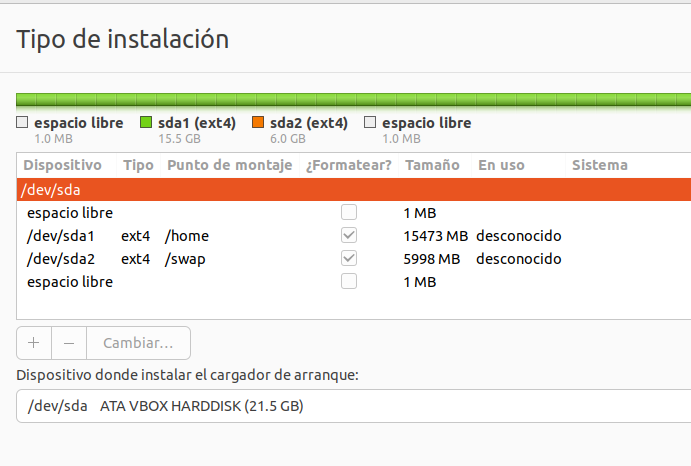 Tipo de instalación
espacio libre sda1 (ext4) sda2 (ext4) espacio libre
1.0 MB 15.5 GB 6.0 GB 1.0 MB
Dispositivo Tipo Punto de montaje ¿Formatear? Tamaño En uso Sistema
/dev/sda
espacio libre 1 MB
/dev/sda1 ext4 /home 15473 MB desconocido
/dev/sda2 ext4 /swap 5998 MB desconocido
espacio libre 1 MB
+ − Cambiar...
Dispositivo donde instalar el cargador de arranque:
/dev/sda ATA VBOX HARDDISK (21.5 GB)